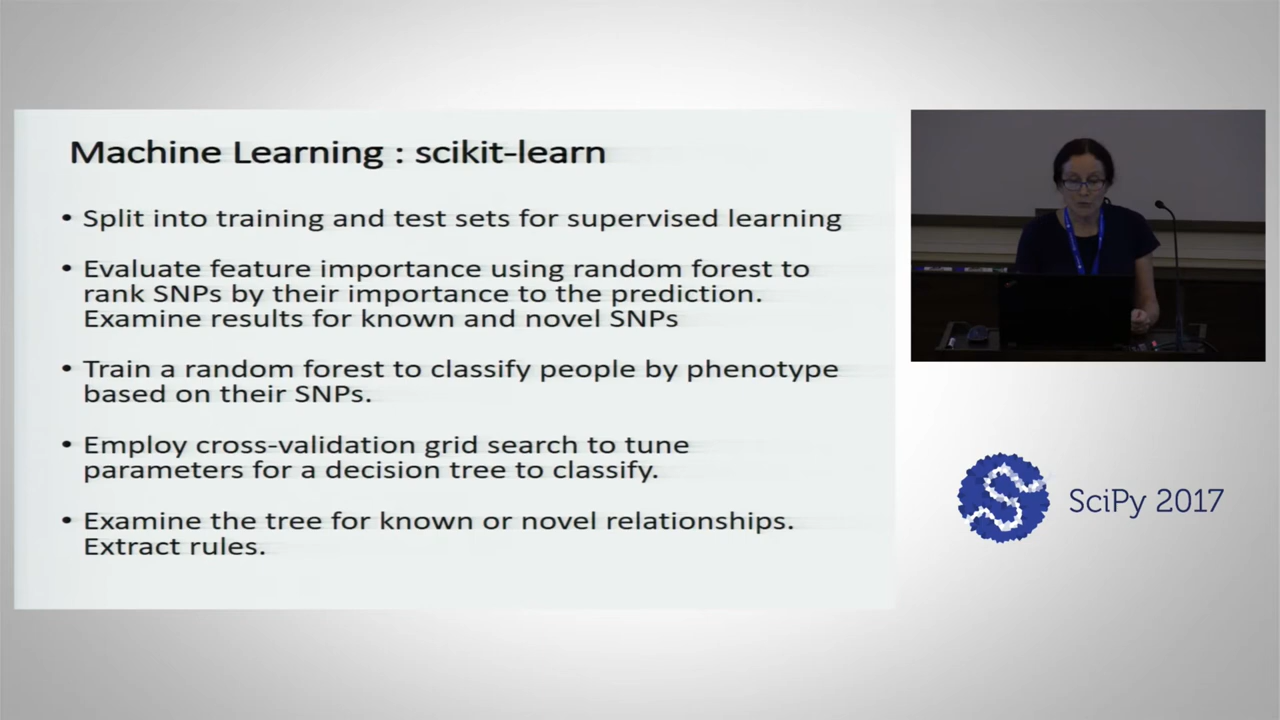 Machine Learning : scikit-learn
• Split into training and test sets for supervised learning
• Evaluate feature importance using random forest to
rank SNPs by their importance to the prediction.
Examine results for known and novel SNPs
• Train a random forest to classify people by phenotype
based on their SNPs.
• Employ cross-validation grid search to tune
parameters for a decision tree to classify.
• Examine the tree for known or novel relationships.
Extract rules.
SciPy 2017